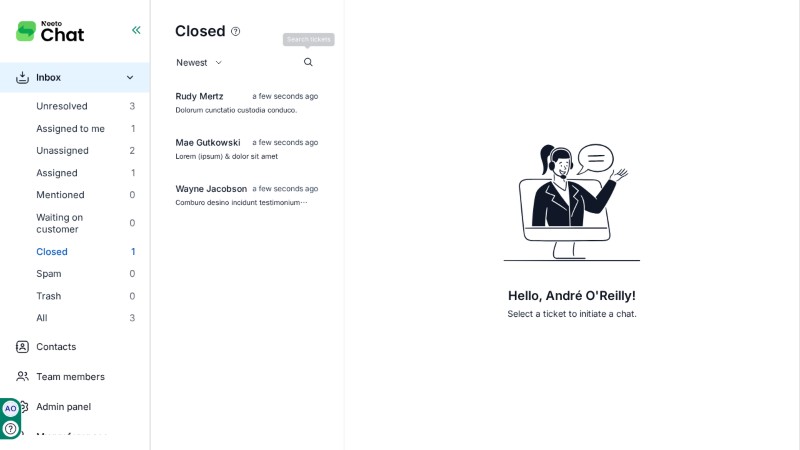 Neeto
Chat
Inbox
Unresolved 3
Assigned to me 1
Unassigned 2
Assigned 1
Mentioned 0
Waiting on
customer 0
Closed 1
Spam 0
Trash 0
All 3
Contacts
Team members
Admin panel
AO
Closed
Search tickets
Newest
Rudy Mertz a few seconds ago
Dolorum cunctatio custodia conduco.
Mae Gutkowski a few seconds ago
Lorem (ipsum) & dolor sit amet
Wayne Jacobson a few seconds ago
Comburo desino incidunt testimonium…
Hello, André O'Reilly!
Select a ticket to initiate a chat.